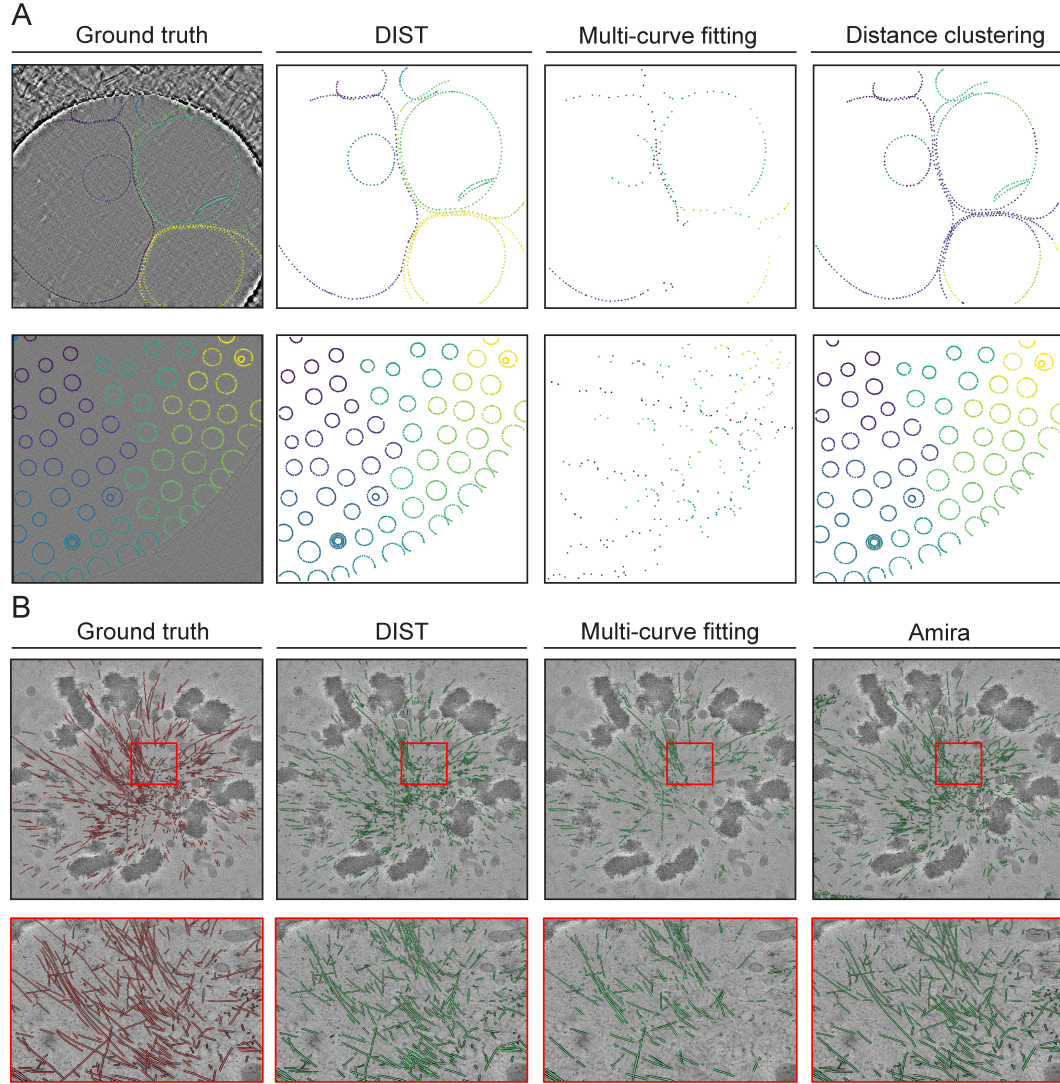 A
Ground truth DIST Multi-curve fitting Distance clustering
B
Ground truth DIST Multi-curve fitting Amira